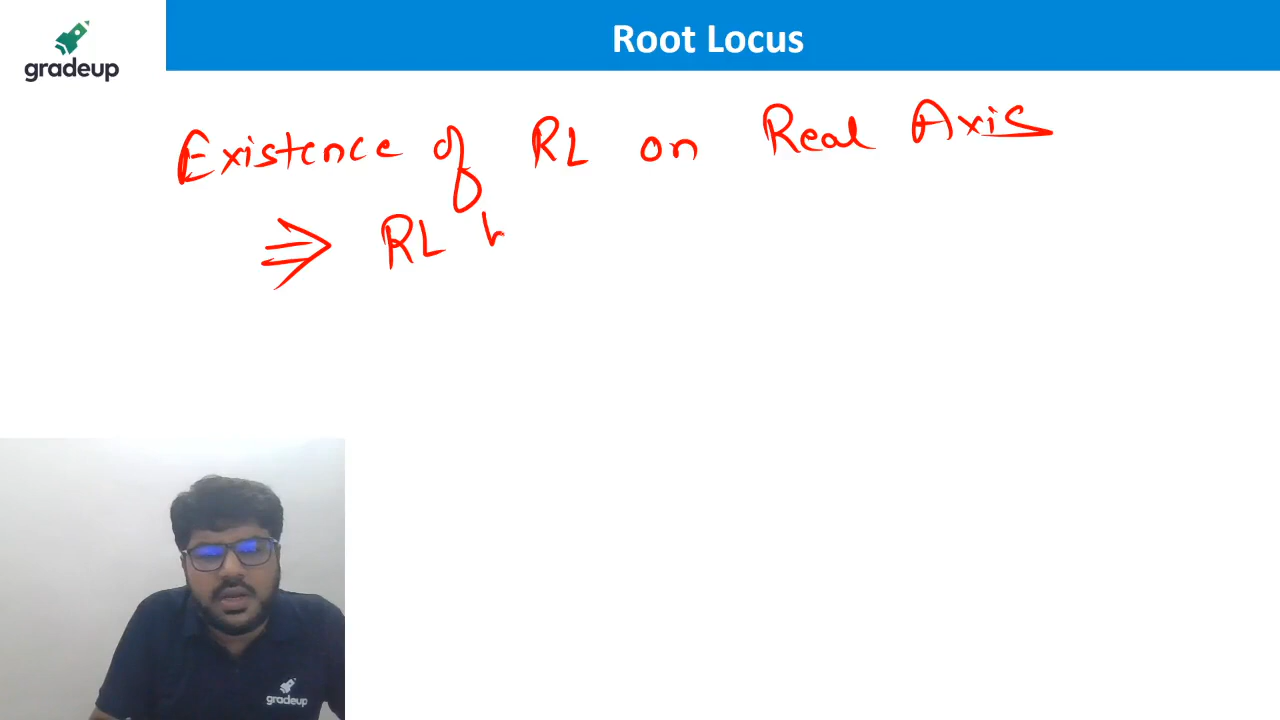 gradeup
Root Locus
Existence of RL on Real Axis
⇒ RL
gradeup